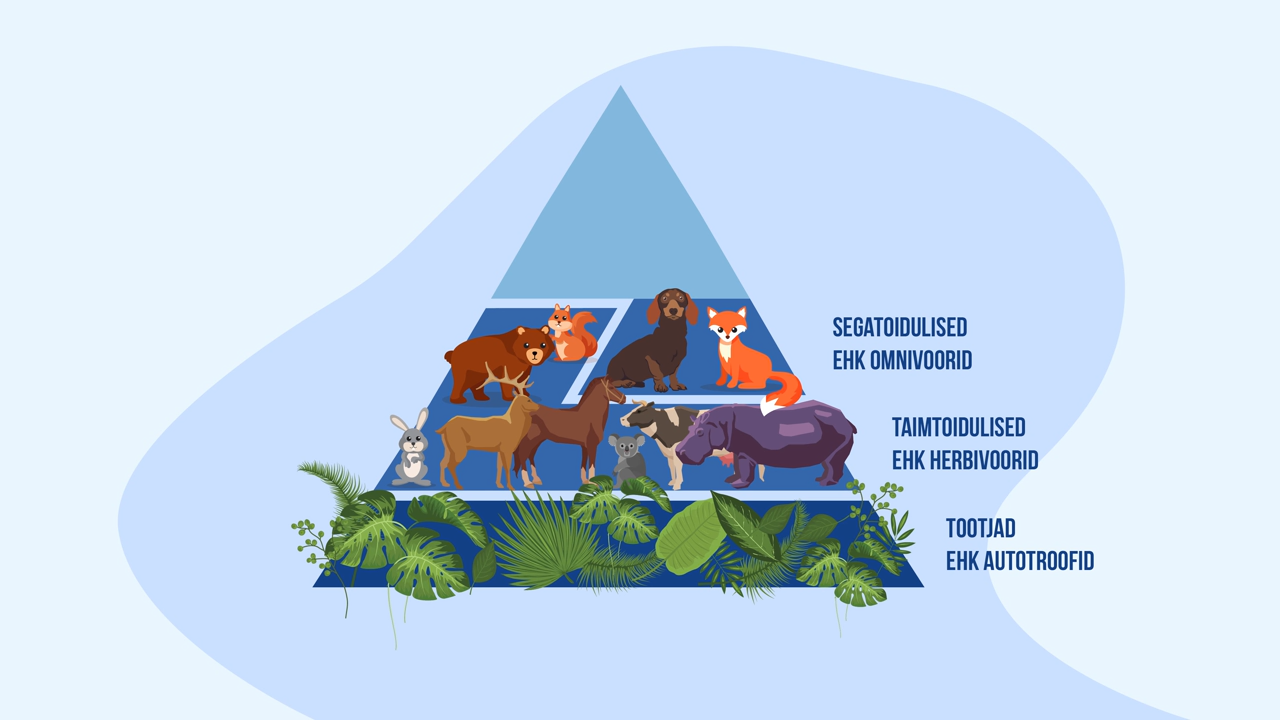 SEGATOIDULISED
EHK OMNIVOORID
TAIMTOIDULISED
EHK HERBIVOORID
TOOTJAD
EHK AUTOTROOFID